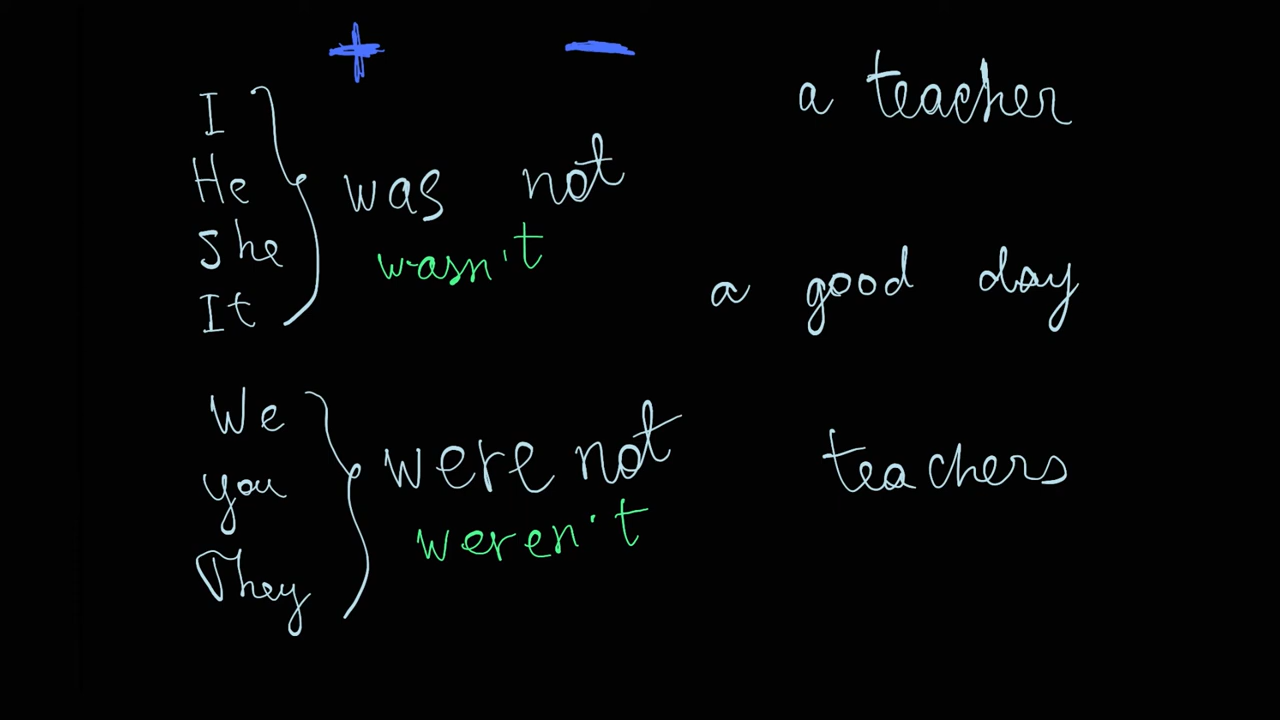 + −
I
He
She
It
was not
wasn't
a teacher
a good day
We
you
They
were not
weren't
teachers